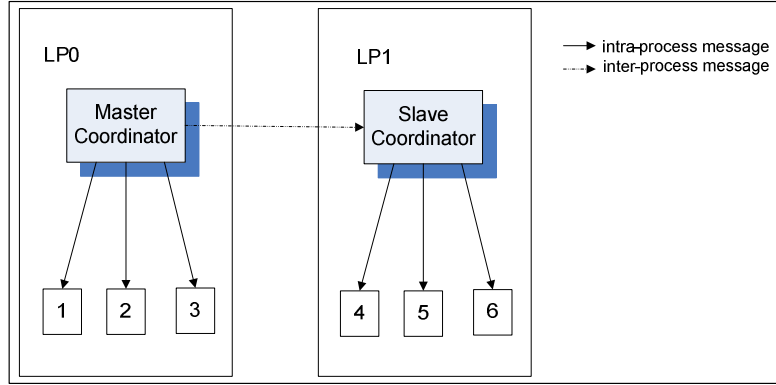 LP0
Master
Coordinator
1
2
3
LP1
Slave
Coordinator
4
5
6
intra-process message
inter-process message